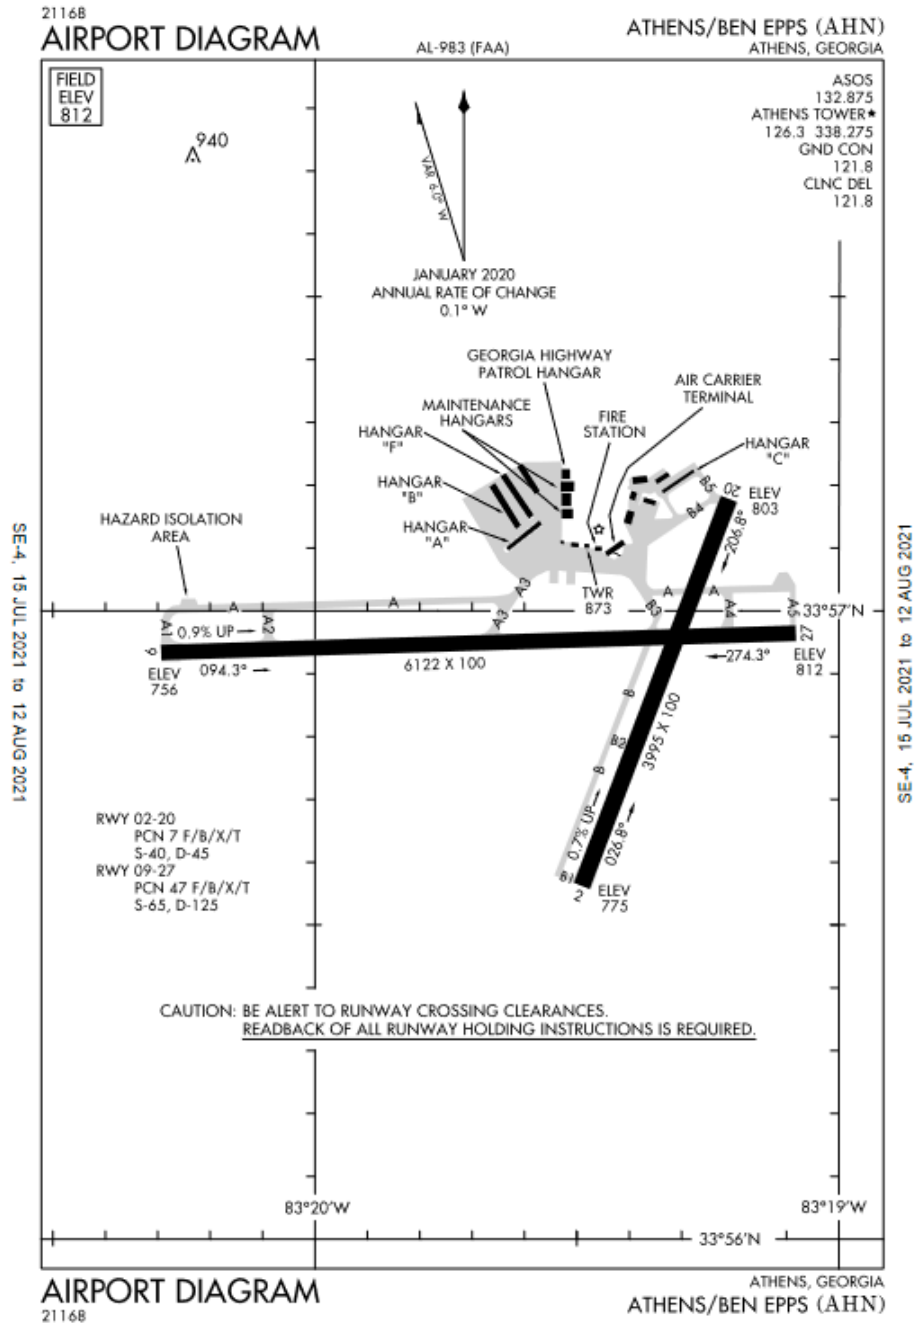 21168
AIRPORT DIAGRAM
AL-983 (FAA)
ATHENS/BEN EPPS (AHN)
ATHENS, GEORGIA
FIELD
ELEV
812
ASOS
132.875
ATHENS TOWER★
126.3 338.275
GND CON
121.8
CLNC DEL
121.8
940
VAR 6.0° W
JANUARY 2020
ANNUAL RATE OF CHANGE
0.1° W
GEORGIA HIGHWAY
PATROL HANGAR
AIR CARRIER
TERMINAL
MAINTENANCE
HANGARS
FIRE
STATION
HANGAR
"F"
HANGAR
"C"
HANGAR
"B"
HANGAR
"A"
HAZARD ISOLATION
AREA
B5
B4
20
ELEV
803
206.8°
TWR
873
A3
A3
A
A
A
A
B3
A1
A2
A4
A5
33°57'N
0.9% UP
9
ELEV
756
094.3°
6122 X 100
274.3°
27
ELEV
812
B
B2
B
3995 X 100
0.7% UP
026.8°
B1
2
ELEV
775
RWY 02-20
PCN 7 F/B/X/T
S-40, D-45
RWY 09-27
PCN 47 F/B/X/T
S-65, D-125
CAUTION: BE ALERT TO RUNWAY CROSSING CLEARANCES.
READBACK OF ALL RUNWAY HOLDING INSTRUCTIONS IS REQUIRED.
83°20'W
83°19'W
33°56'N
SE-4, 15 JUL 2021 to 12 AUG 2021
SE-4, 15 JUL 2021 to 12 AUG 2021
AIRPORT DIAGRAM
21168
ATHENS, GEORGIA
ATHENS/BEN EPPS (AHN)